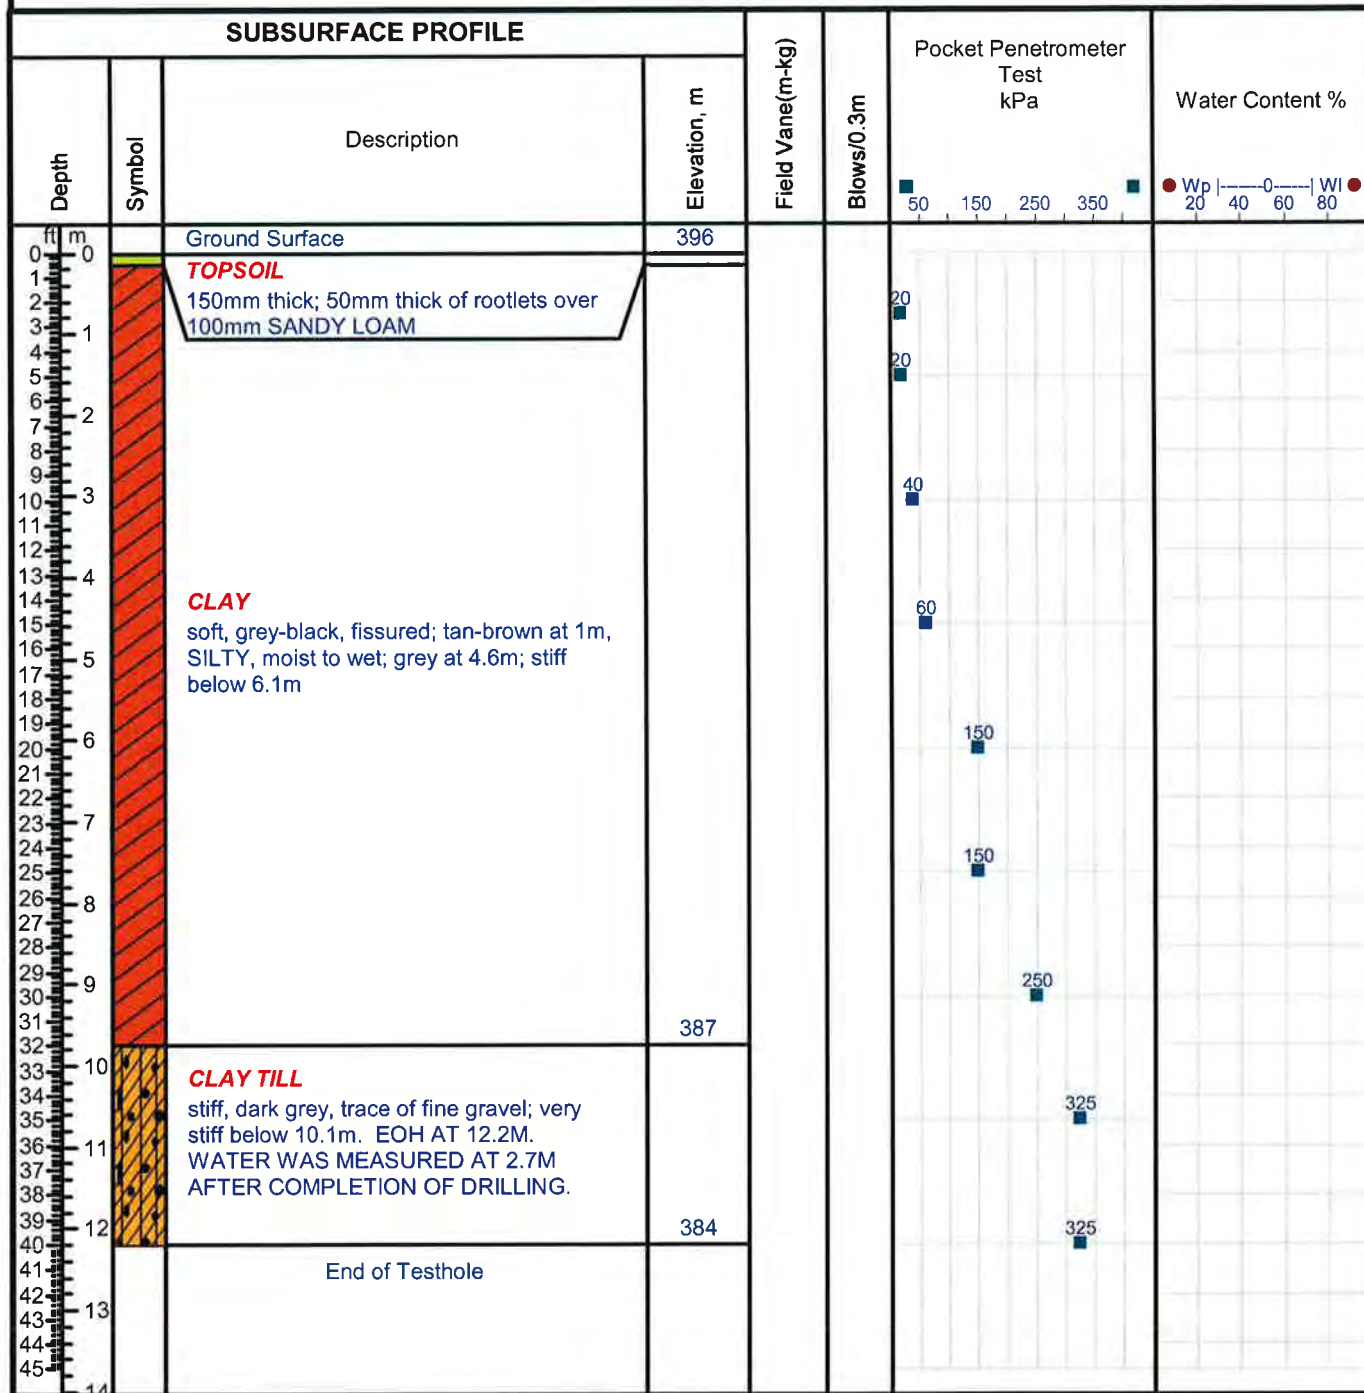 SUBSURFACE PROFILE
Depth
Symbol
Description
Elevation, m
Field Vane(m-kg)
Blows/0.3m
Pocket Penetrometer
Test
kPa
50 150 250 350
Water Content %
Wp |-------0-----| Wl
20 40 60 80
ft m
Ground Surface
396
TOPSOIL
150mm thick; 50mm thick of rootlets over
100mm SANDY LOAM
CLAY
soft, grey-black, fissured; tan-brown at 1m,
SILTY, moist to wet; grey at 4.6m; stiff
below 6.1m
387
CLAY TILL
stiff, dark grey, trace of fine gravel; very
stiff below 10.1m. EOH AT 12.2M.
WATER WAS MEASURED AT 2.7M
AFTER COMPLETION OF DRILLING.
384
End of Testhole
0
1
2
3
4
5
6
7
8
9
10
11
12
13
14
15
16
17
18
19
20
21
22
23
24
25
26
27
28
29
30
31
32
33
34
35
36
37
38
39
40
41
42
43
44
45
0
1
2
3
4
5
6
7
8
9
10
11
12
13
14
20
20
40
60
150
150
250
325
325